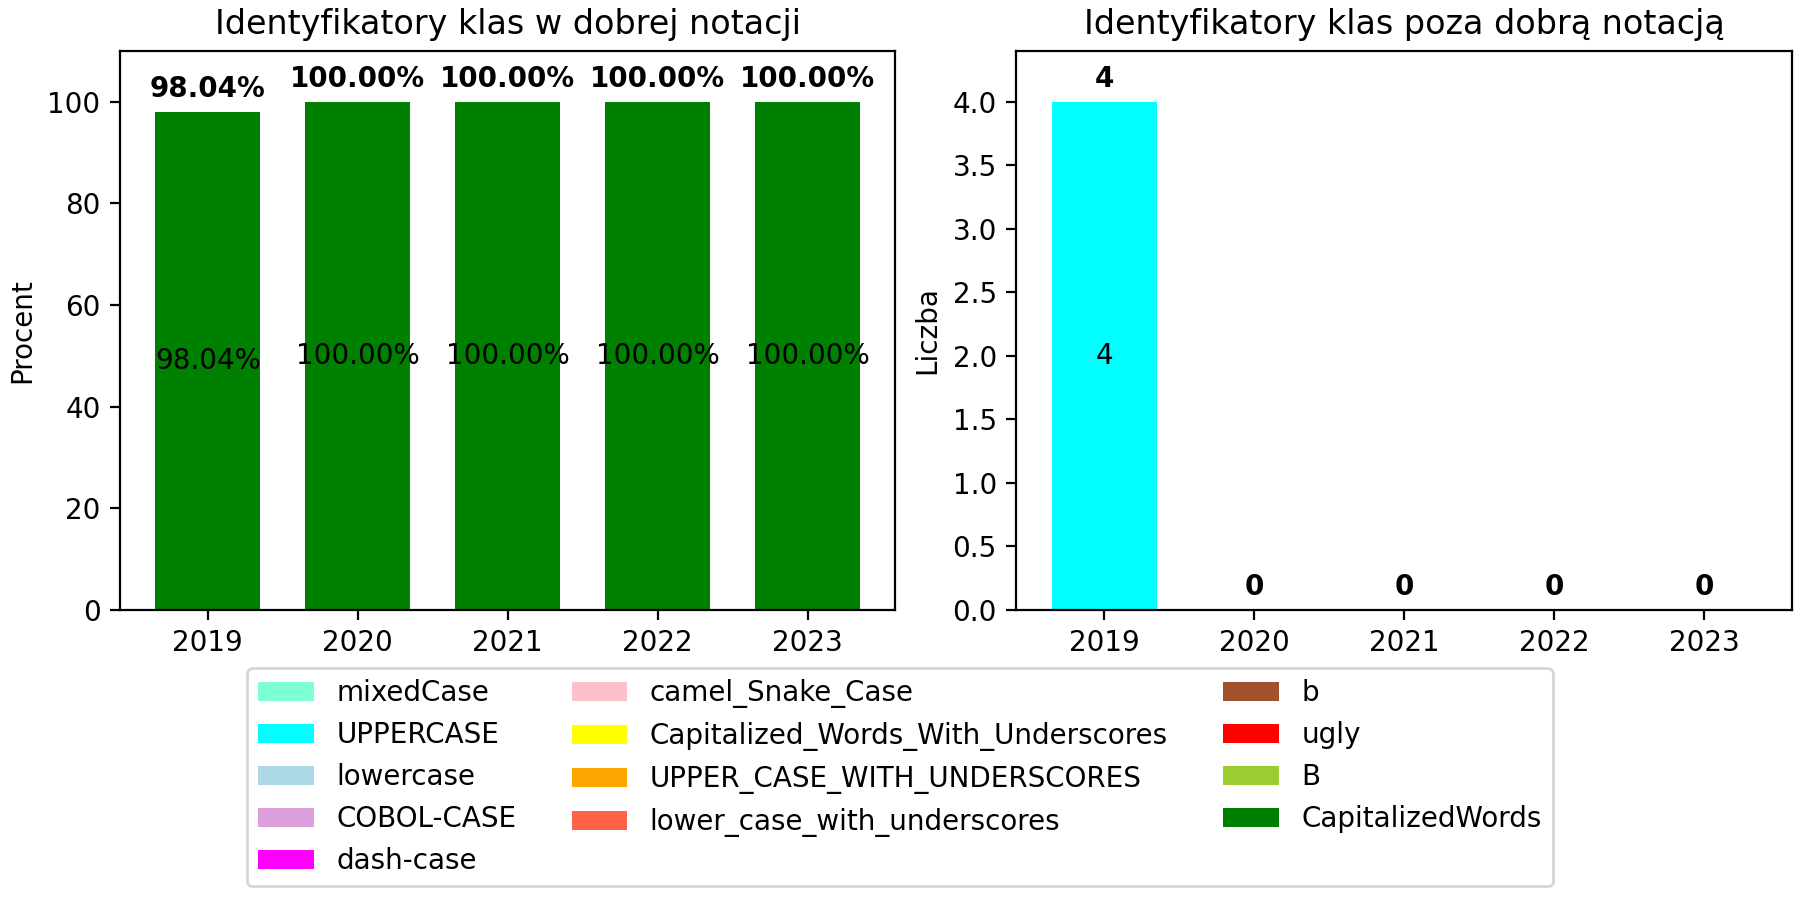 Identyfikatory klas w dobrej notacji
98.04%
100.00%
100.00%
100.00%
100.00%
100
80
60
40
20
0
Procent
98.04%
100.00%
100.00%
100.00%
100.00%
2019
2020
2021
2022
2023
Identyfikatory klas poza dobrą notacją
4
4.0
3.5
3.0
2.5
2.0
1.5
1.0
0.5
0.0
Liczba
4
0
0
0
0
2019
2020
2021
2022
2023
mixedCase
UPPERCASE
lowercase
COBOL-CASE
dash-case
camel_Snake_Case
Capitalized_Words_With_Underscores
UPPER_CASE_WITH_UNDERSCORES
lower_case_with_underscores
b
ugly
B
CapitalizedWords